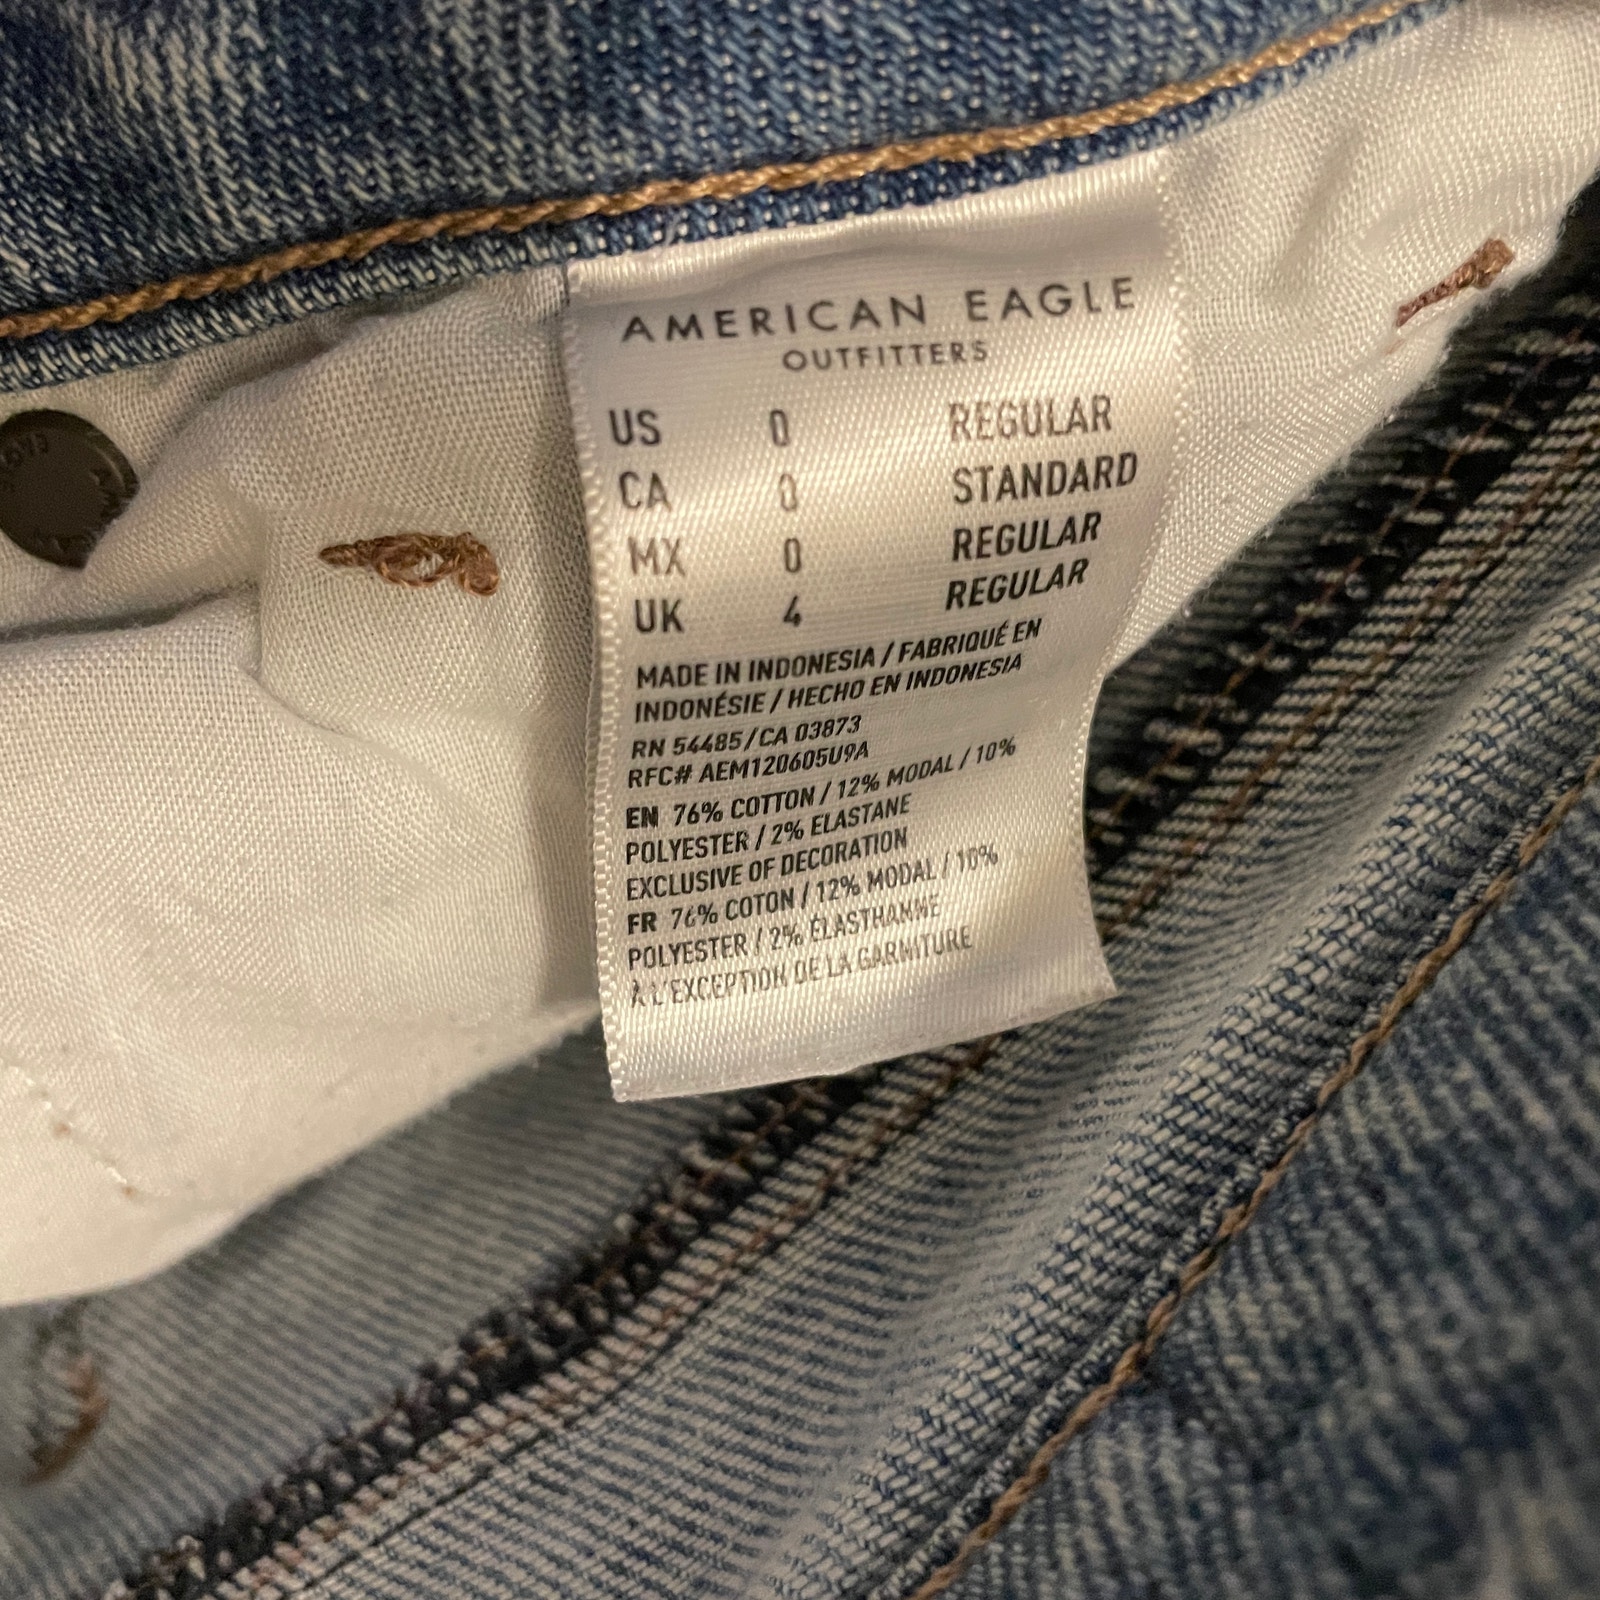 AMERICAN EAGLE
OUTFITTERS
US 0 REGULAR
CA 0 STANDARD
MX 0 REGULAR
UK 4 REGULAR
MADE IN INDONESIA / FABRIQUÉ EN
INDONÉSIE / HECHO EN INDONESIA
RN 54485/CA 03873
RFC# AEM120605U9A
EN 76% COTTON / 12% MODAL / 10%
POLYESTER / 2% ELASTANE
EXCLUSIVE OF DECORATION
FR 76% COTON / 12% MODAL / 10%
POLYESTER / 2% ÉLASTHANNE
À L'EXCEPTION DE LA GARNITURE